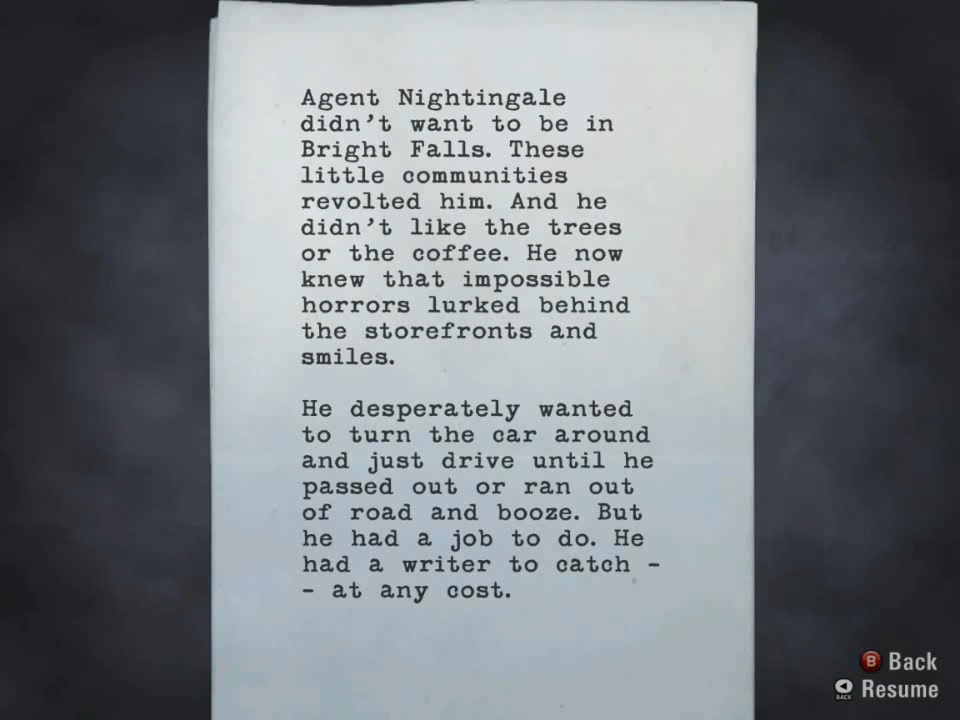 Agent Nightingale
didn't want to be in
Bright Falls. These
little communities
revolted him. And he
didn't like the trees
or the coffee. He now
knew that impossible
horrors lurked behind
the storefronts and
smiles.
He desperately wanted
to turn the car around
and just drive until he
passed out or ran out
of road and booze. But
he had a job to do. He
had a writer to catch -
- at any cost.
B Back
BACK Resume